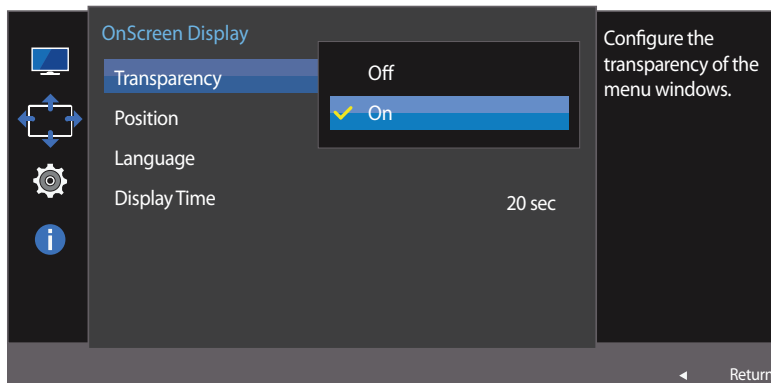 OnScreen Display
Transparency
Position
Language
Display Time
20 sec
Off
On
Configure the
transparency of the
menu windows.
Return